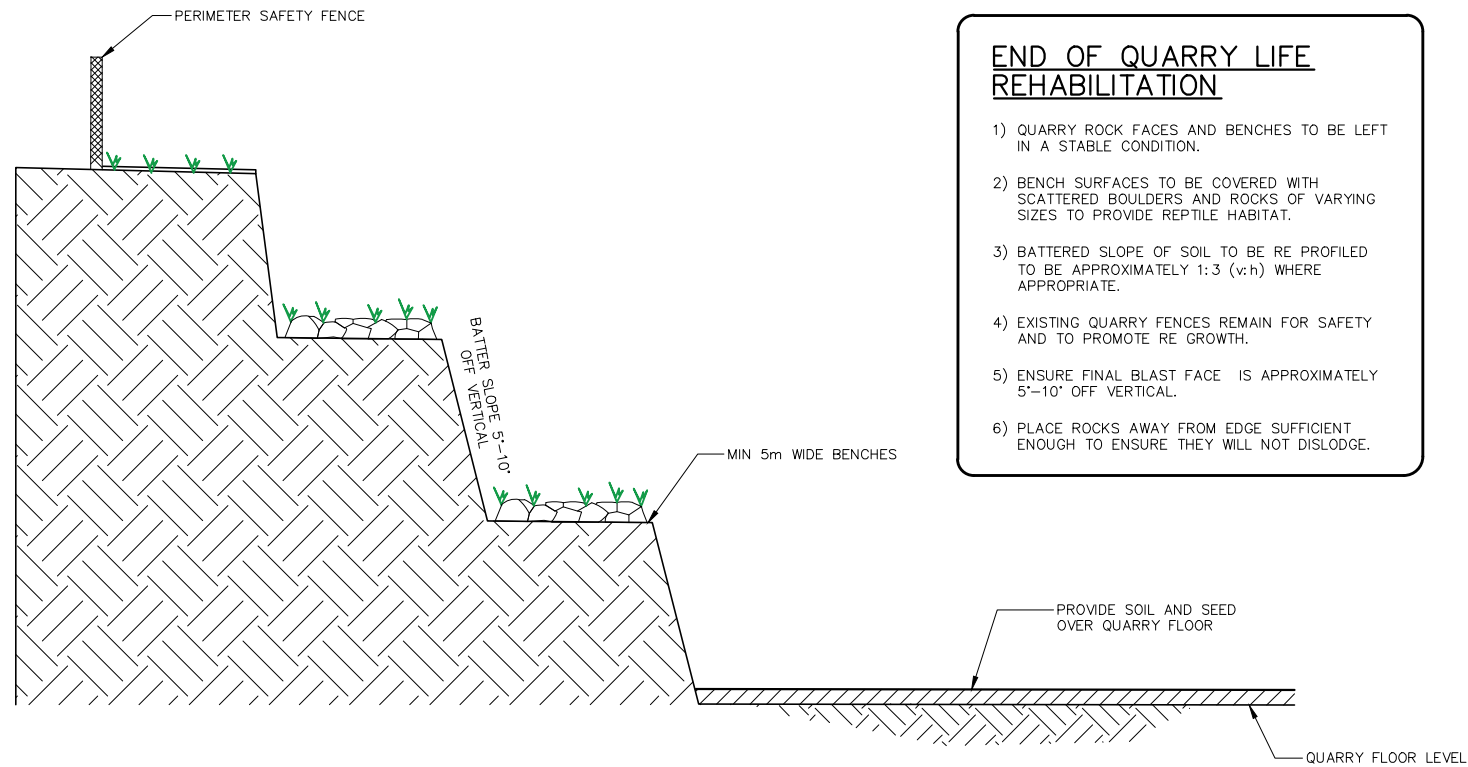 PERIMETER SAFETY FENCE
END OF QUARRY LIFE
REHABILITATION
1) QUARRY ROCK FACES AND BENCHES TO BE LEFT
IN A STABLE CONDITION.
2) BENCH SURFACES TO BE COVERED WITH
SCATTERED BOULDERS AND ROCKS OF VARYING
SIZES TO PROVIDE REPTILE HABITAT.
3) BATTERED SLOPE OF SOIL TO BE RE PROFILED
TO BE APPROXIMATELY 1:3 (v:h) WHERE
APPROPRIATE.
4) EXISTING QUARRY FENCES REMAIN FOR SAFETY
AND TO PROMOTE RE GROWTH.
5) ENSURE FINAL BLAST FACE IS APPROXIMATELY
5°-10° OFF VERTICAL.
6) PLACE ROCKS AWAY FROM EDGE SUFFICIENT
ENOUGH TO ENSURE THEY WILL NOT DISLODGE.
BATTER SLOPE 5°-10°
OFF VERTICAL
MIN 5m WIDE BENCHES
PROVIDE SOIL AND SEED
OVER QUARRY FLOOR
QUARRY FLOOR LEVEL